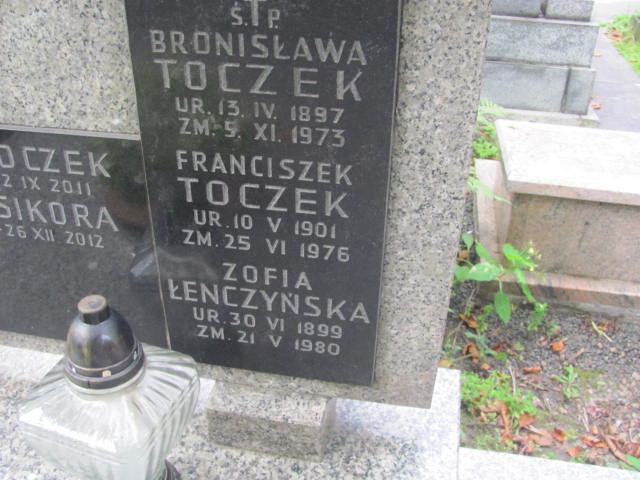 Ś.P.
BRONISŁAWA
TOCZEK
UR. 13. IV. 1897
ZM. 5. XI. 1973
FRANCISZEK
TOCZEK
UR. 10 V 1901
ZM. 25 VI 1976
ZOFIA
ŁENCZYŃSKA
UR. 30 VI 1899
ZM. 21 V 1980
OCZEK
2 IX 2011
SIKORA
-26 XII 2012